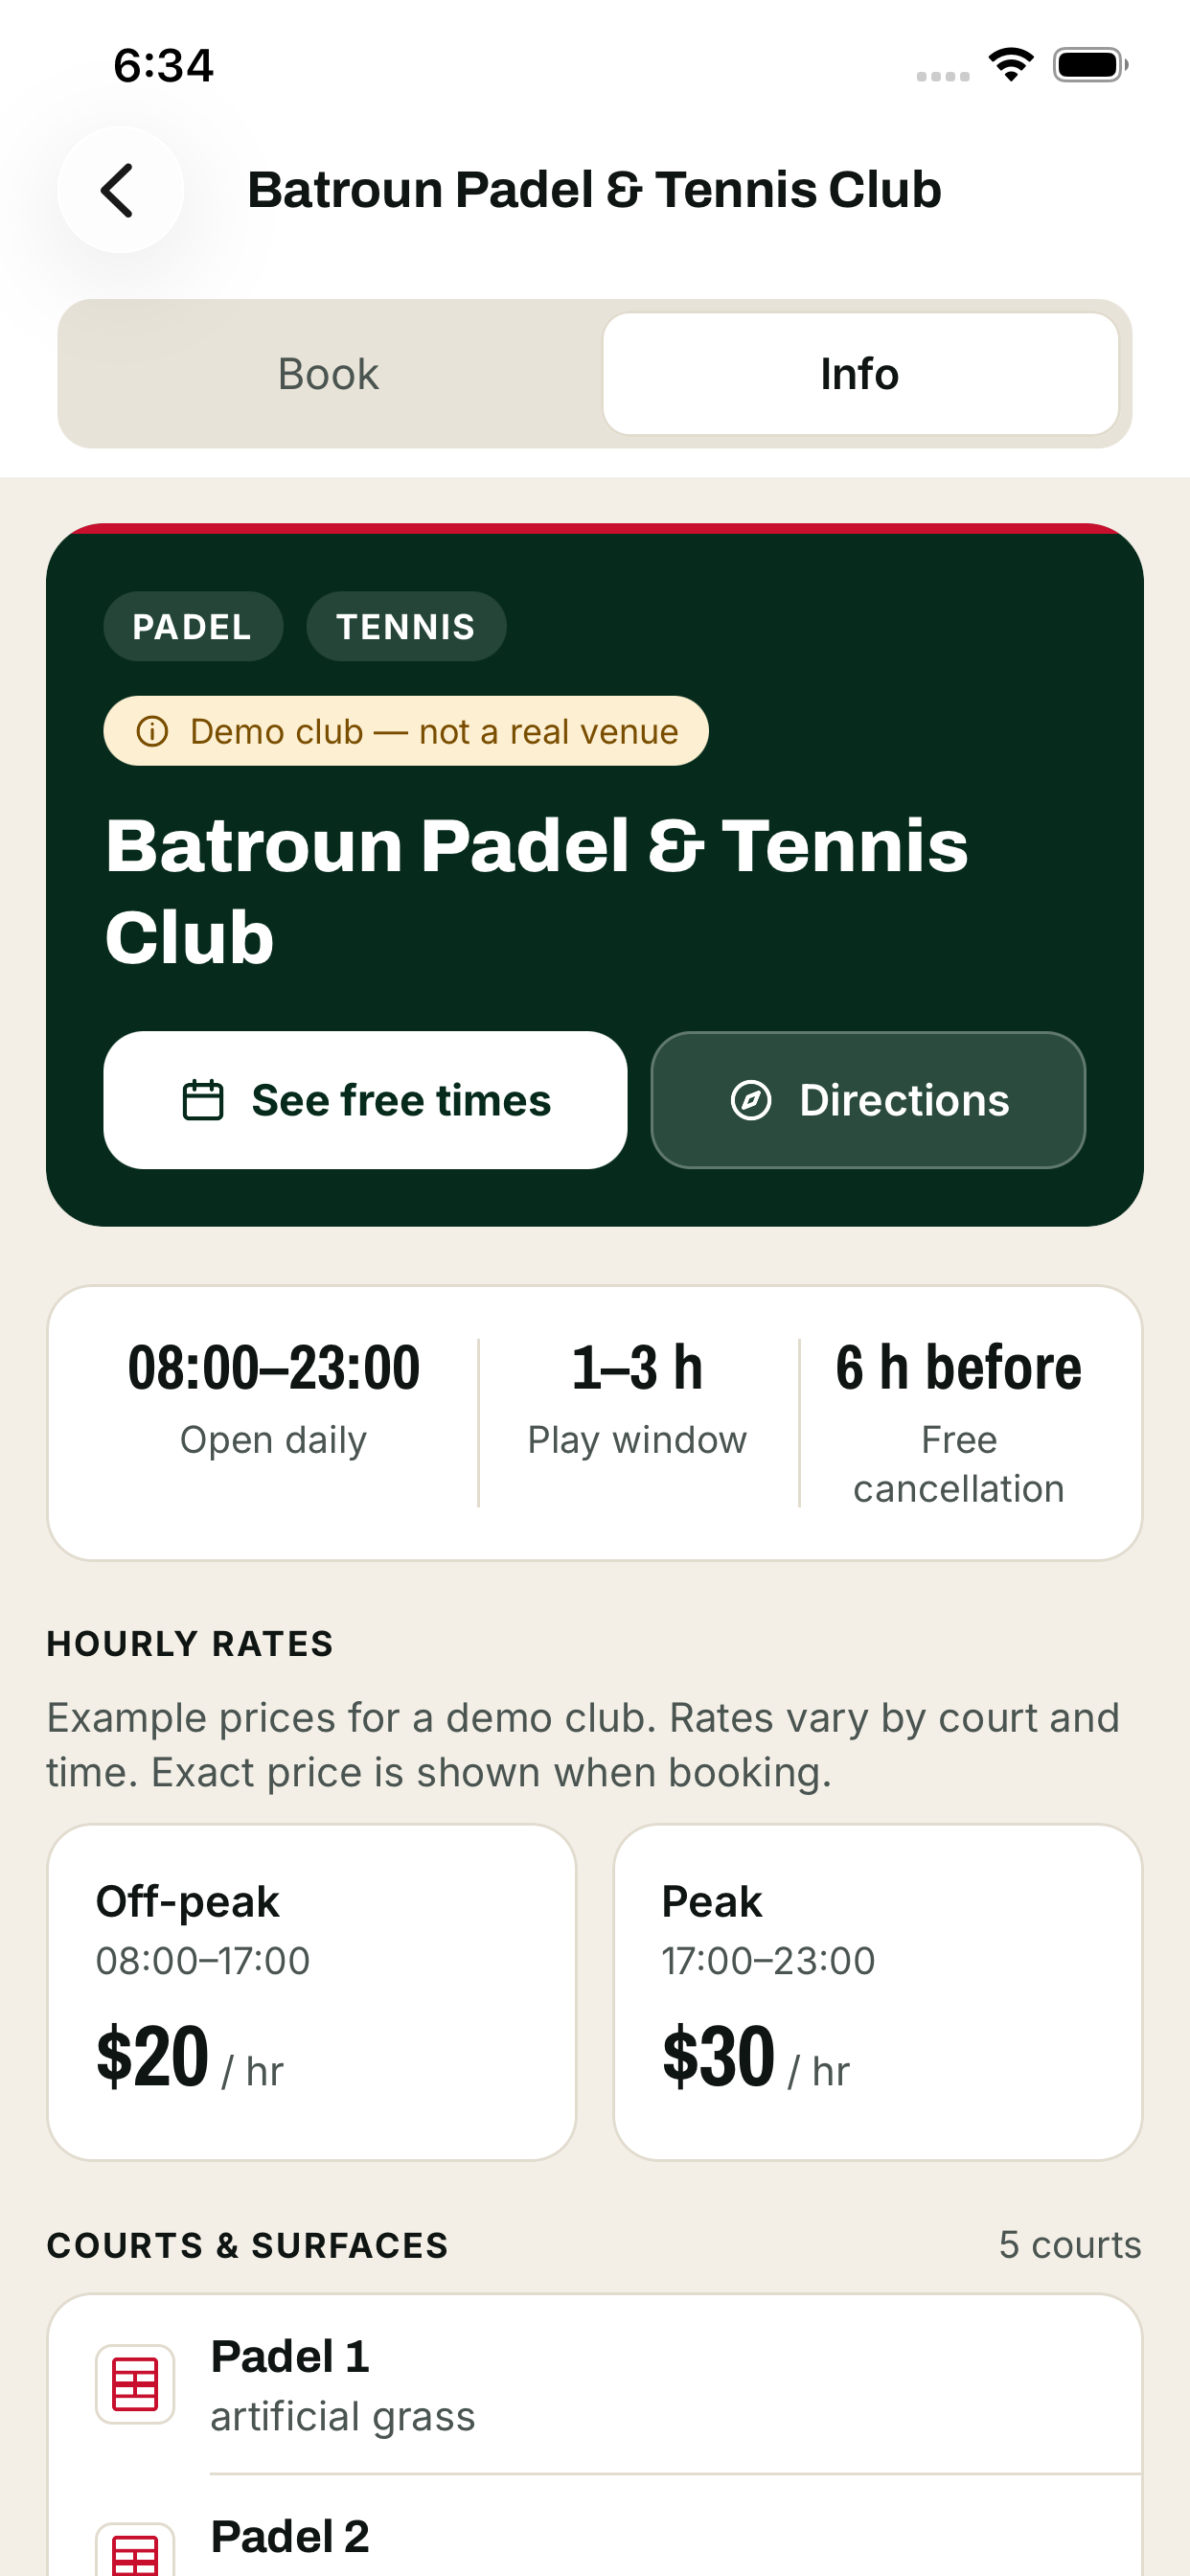 6:34
Batroun Padel & Tennis Club
Book
Info
PADEL
TENNIS
Demo club — not a real venue
Batroun Padel & Tennis
Club
See free times
Directions
08:00–23:00
Open daily
1–3 h
Play window
6 h before
Free
cancellation
HOURLY RATES
Example prices for a demo club. Rates vary by court and
time. Exact price is shown when booking.
Off-peak
08:00–17:00
$20 / hr
Peak
17:00–23:00
$30 / hr
COURTS & SURFACES
5 courts
Padel 1
artificial grass
Padel 2